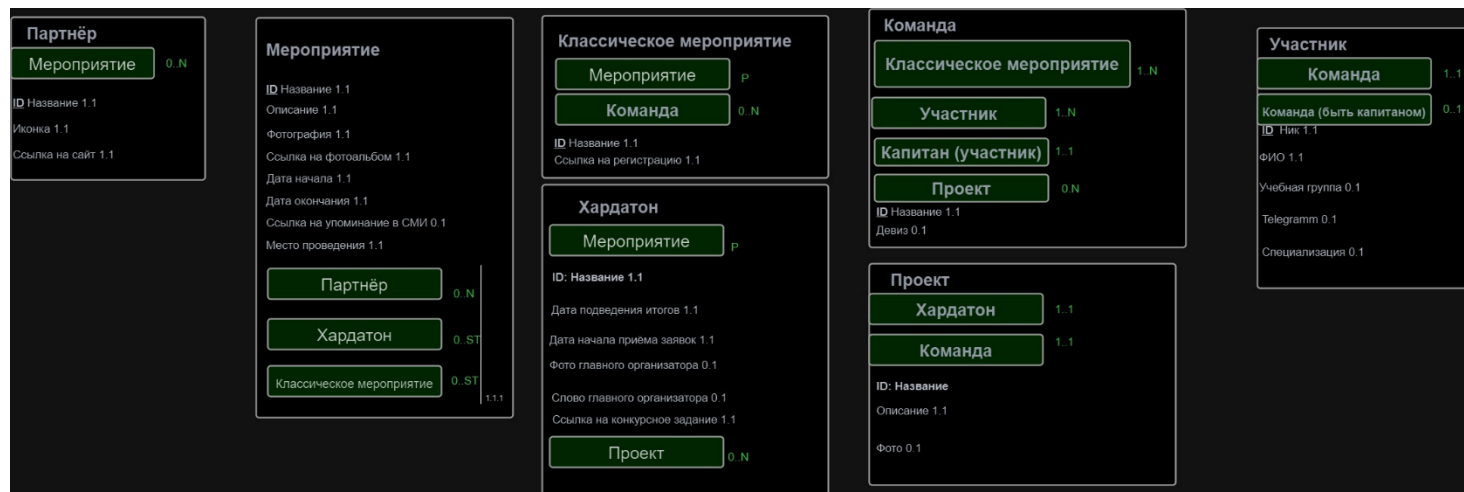 Партнёр
Мероприятие 0..N
ID Название 1.1
Иконка 1.1
Ссылка на сайт 1.1
Мероприятие
ID Название 1.1
Описание 1.1
Фотография 1.1
Ссылка на фотоальбом 1.1
Дата начала 1.1
Дата окончания 1.1
Ссылка на упоминание в СМИ 0.1
Место проведения 1.1
Партнёр 0..N
Хардатон 0..ST
Классическое мероприятие 0..ST
1.1.1
Классическое мероприятие
Мероприятие P
Команда 0..N
ID Название 1.1
Ссылка на регистрацию 1.1
Хардатон
Мероприятие P
ID: Название 1.1
Дата подведения итогов 1.1
Дата начала приёма заявок 1.1
Фото главного организатора 0.1
Слово главного организатора 0.1
Ссылка на конкурсное задание 1.1
Проект 0..N
Команда
Классическое мероприятие 1..N
Участник 1..N
Капитан (участник) 1..1
Проект 0.N
ID Название 1.1
Девиз 0.1
Проект
Хардатон 1..1
Команда 1..1
ID: Название
Описание 1.1
Фото 0.1
Участник
Команда 1..1
Команда (быть капитаном) 0..1
ID Ник 1.1
ФИО 1.1
Учебная группа 0.1
Telegramm 0.1
Специализация 0.1